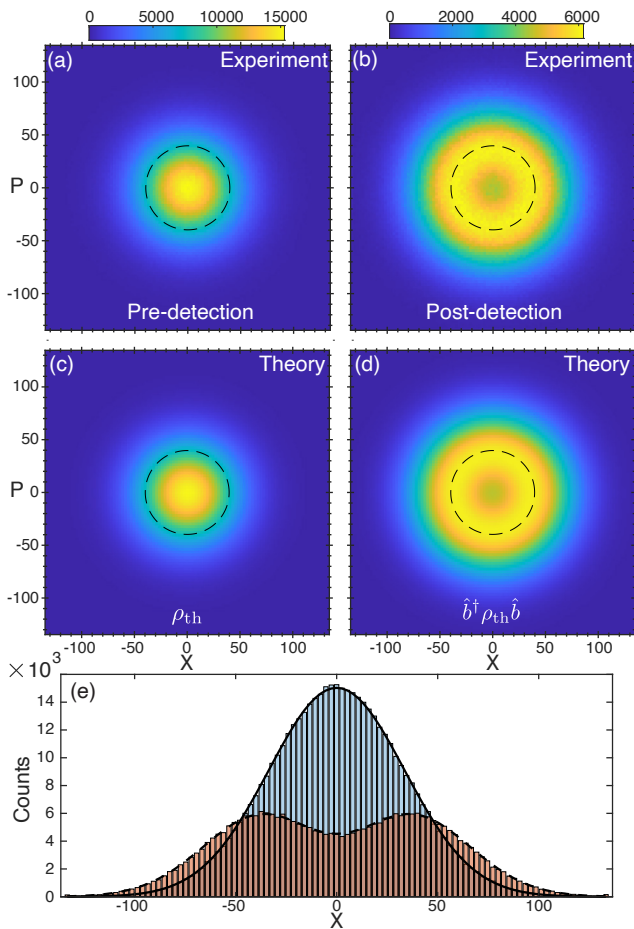 0 5000 10000 15000
0 2000 4000 6000
(a) Experiment
(b) Experiment
100
50
P 0
-50
-100
Pre-detection
Post-detection
(c) Theory
(d) Theory
100
50
P 0
-50
-100
ρth
b̂†ρthb̂
-100 -50 0 50 100
X
-100 -50 0 50 100
X
×10³
(e)
14
12
10
8
6
4
2
0
Counts
-100 -50 0 50 100
X